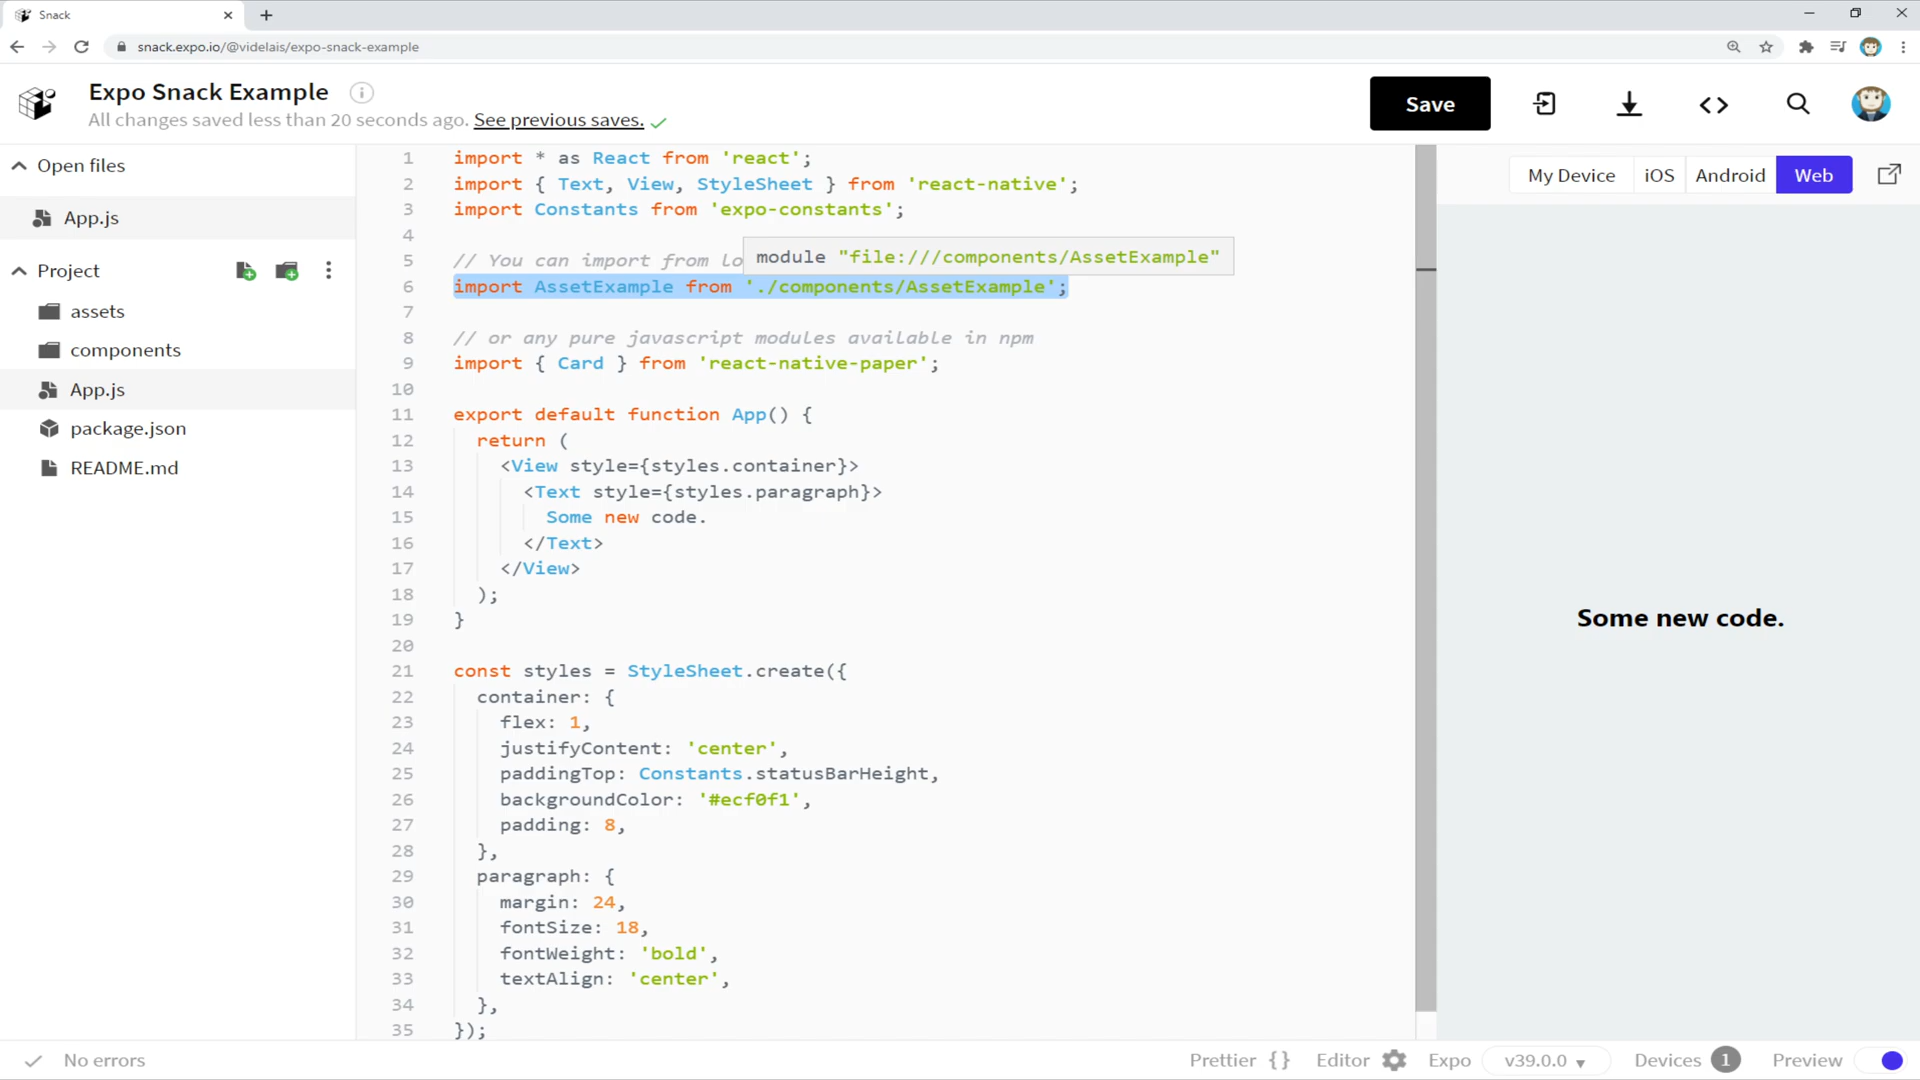 Snack
snack.expo.io/@videlais/expo-snack-example
Expo Snack Example
All changes saved less than 20 seconds ago. See previous saves.
Save
Open files
App.js
Project
assets
components
App.js
package.json
README.md
1 import * as React from 'react';
2 import { Text, View, StyleSheet } from 'react-native';
3 import Constants from 'expo-constants';
4
5 // You can import from lo
module "file:///components/AssetExample"
6 import AssetExample from './components/AssetExample';
7
8 // or any pure javascript modules available in npm
9 import { Card } from 'react-native-paper';
10
11 export default function App() {
12 return (
13 <View style={styles.container}>
14 <Text style={styles.paragraph}>
15 Some new code.
16 </Text>
17 </View>
18 );
19 }
20
21 const styles = StyleSheet.create({
22 container: {
23 flex: 1,
24 justifyContent: 'center',
25 paddingTop: Constants.statusBarHeight,
26 backgroundColor: '#ecf0f1',
27 padding: 8,
28 },
29 paragraph: {
30 margin: 24,
31 fontSize: 18,
32 fontWeight: 'bold',
33 textAlign: 'center',
34 },
35 });
My Device iOS Android Web
Some new code.
No errors
Prettier {} Editor Expo v39.0.0 Devices 1 Preview